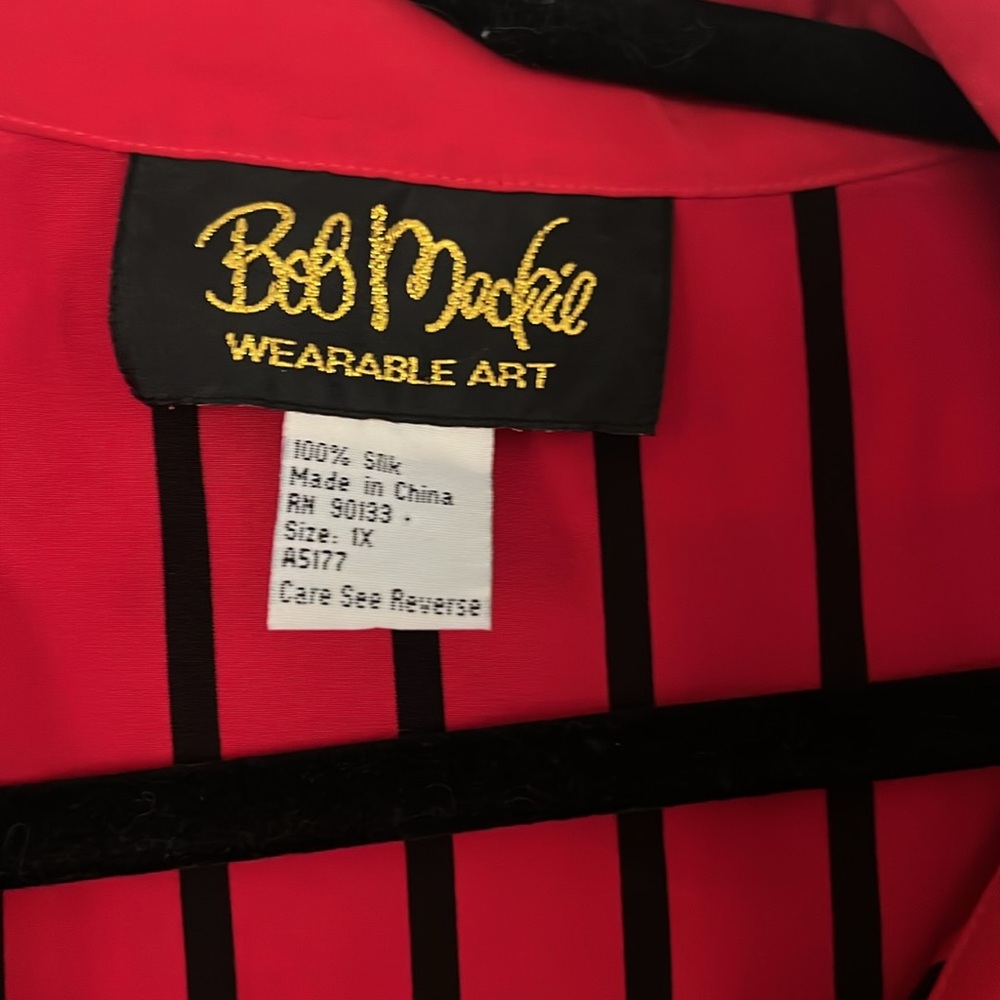 Bob Mackie
WEARABLE ART
100% Silk
Made in China
RN 90133
Size: 1X
A5177
Care See Reverse